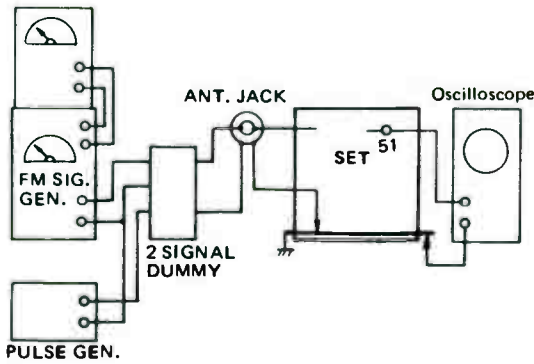 ANT. JACK
Oscilloscope
SET
51
FM SIG.
GEN.
2 SIGNAL
DUMMY
PULSE GEN.